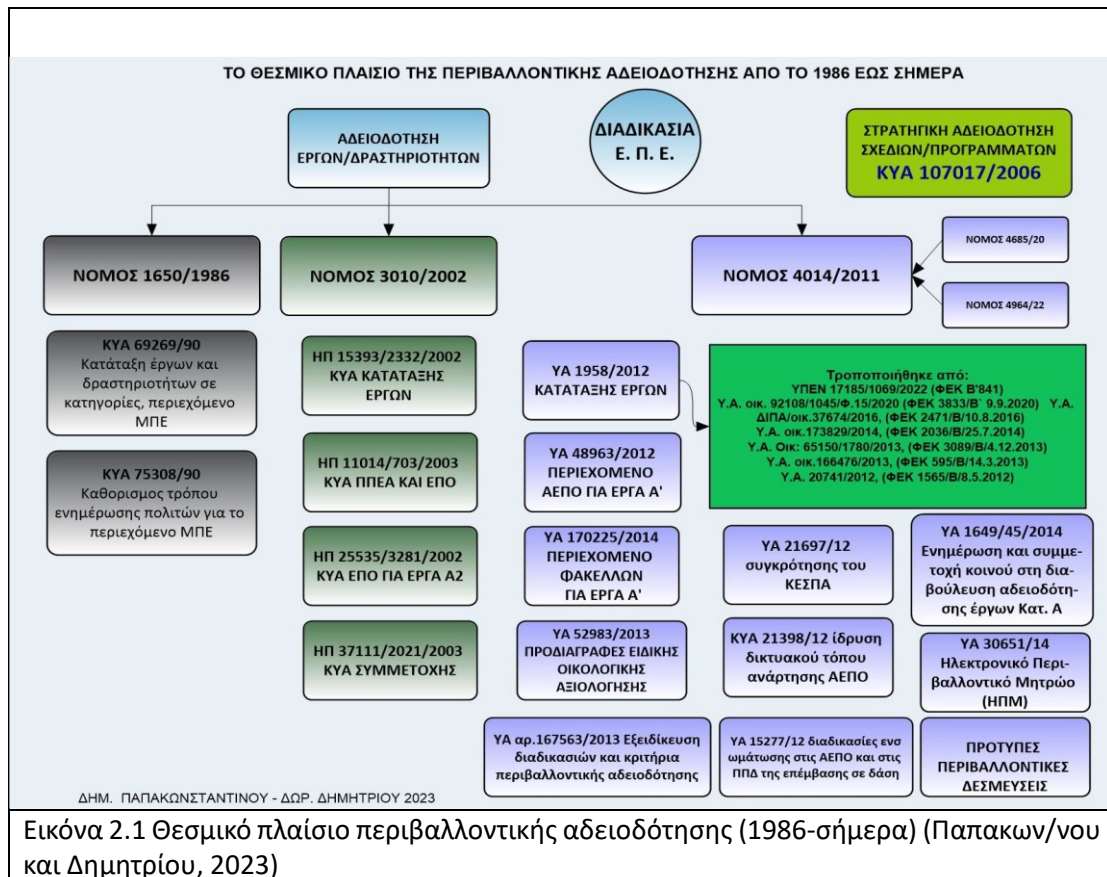 ΤΟ ΘΕΣΜΙΚΟ ΠΛΑΙΣΙΟ ΤΗΣ ΠΕΡΙΒΑΛΛΟΝΤΙΚΗΣ ΑΔΕΙΟΔΟΤΗΣΗΣ ΑΠΟ ΤΟ 1986 ΕΩΣ ΣΗΜΕΡΑ
ΑΔΕΙΟΔΟΤΗΣΗ
ΕΡΓΩΝ/ΔΡΑΣΤΗΡΙΟΤΗΤΩΝ
ΔΙΑΔΙΚΑΣΙΑ
Ε. Π. Ε.
ΣΤΡΑΤΗΓΙΚΗ ΑΔΕΙΟΔΟΤΗΣΗ
ΣΧΕΔΙΩΝ/ΠΡΟΓΡΑΜΜΑΤΩΝ
ΚΥΑ 107017/2006
ΝΟΜΟΣ 1650/1986
ΝΟΜΟΣ 3010/2002
ΝΟΜΟΣ 4014/2011
ΝΟΜΟΣ 4685/20
ΝΟΜΟΣ 4964/22
ΚΥΑ 69269/90
Κατάταξη έργων και
δραστηριοτήτων σε
κατηγορίες, περιεχόμενο
ΜΠΕ
ΚΥΑ 75308/90
Καθορισμος τρόπου
ενημέρωσης πολιτών για το
περιεχόμενο ΜΠΕ
ΗΠ 15393/2332/2002
ΚΥΑ ΚΑΤΑΤΑΞΗΣ
ΕΡΓΩΝ
ΗΠ 11014/703/2003
ΚΥΑ ΠΠΕΑ ΚΑΙ ΕΠΟ
ΗΠ 25535/3281/2002
ΚΥΑ ΕΠΟ ΓΙΑ ΕΡΓΑ Α2
ΗΠ 37111/2021/2003
ΚΥΑ ΣΥΜΜΕΤΟΧΗΣ
ΥΑ 1958/2012
ΚΑΤΑΤΑΞΗΣ ΕΡΓΩΝ
ΥΑ 48963/2012
ΠΕΡΙΕΧΟΜΕΝΟ
ΑΕΠΟ ΓΙΑ ΕΡΓΑ Α'
ΥΑ 170225/2014
ΠΕΡΙΕΧΟΜΕΝΟ
ΦΑΚΕΛΛΩΝ
ΓΙΑ ΕΡΓΑ Α'
ΥΑ 52983/2013
ΠΡΟΔΙΑΓΡΑΦΕΣ ΕΙΔΙΚΗΣ
ΟΙΚΟΛΟΓΙΚΗΣ
ΑΞΙΟΛΟΓΗΣΗΣ
Τροποποιήθηκε από:
ΥΠΕΝ 17185/1069/2022 (ΦΕΚ Β'841)
Υ.Α. οικ. 92108/1045/Φ.15/2020 (ΦΕΚ 3833/Β` 9.9.2020) Υ.Α.
ΔΙΠΑ/οικ.37674/2016, (ΦΕΚ 2471/Β/10.8.2016)
Υ.Α. οικ.173829/2014, (ΦΕΚ 2036/Β/25.7.2014)
Υ.Α. Οικ: 65150/1780/2013, (ΦΕΚ 3089/Β/4.12.2013)
Υ.Α. οικ.166476/2013, (ΦΕΚ 595/Β/14.3.2013)
Υ.Α. 20741/2012, (ΦΕΚ 1565/Β/8.5.2012)
ΥΑ 21697/12
συγκρότησης του
ΚΕΣΠΑ
ΚΥΑ 21398/12 ίδρυση
δικτυακού τόπου
ανάρτησης ΑΕΠΟ
ΥΑ 1649/45/2014
Ενημέρωση και συμμε-
τοχή κοινού στη δια-
βούλευση αδειοδότη-
σης έργων Κατ. Α
ΥΑ 30651/14
Ηλεκτρονικό Περι-
βαλλοντικό Μητρώο
(ΗΠΜ)
ΥΑ αρ.167563/2013 Εξειδίκευση
διαδικασιών και κριτήρια
περιβαλλοντικής αδειοδότησης
ΥΑ 15277/12 διαδικασίες ενσ
ωμάτωσης στις ΑΕΠΟ και στις
ΠΠΔ της επέμβασης σε δάση
ΠΡΟΤΥΠΕΣ
ΠΕΡΙΒΑΛΛΟΝΤΙΚΕΣ
ΔΕΣΜΕΥΣΕΙΣ
ΔΗΜ. ΠΑΠΑΚΩΝΣΤΑΝΤΙΝΟΥ - ΔΩΡ. ΔΗΜΗΤΡΙΟΥ 2023
Εικόνα 2.1 Θεσμικό πλαίσιο περιβαλλοντικής αδειοδότησης (1986-σήμερα) (Παπακων/νου
και Δημητρίου, 2023)